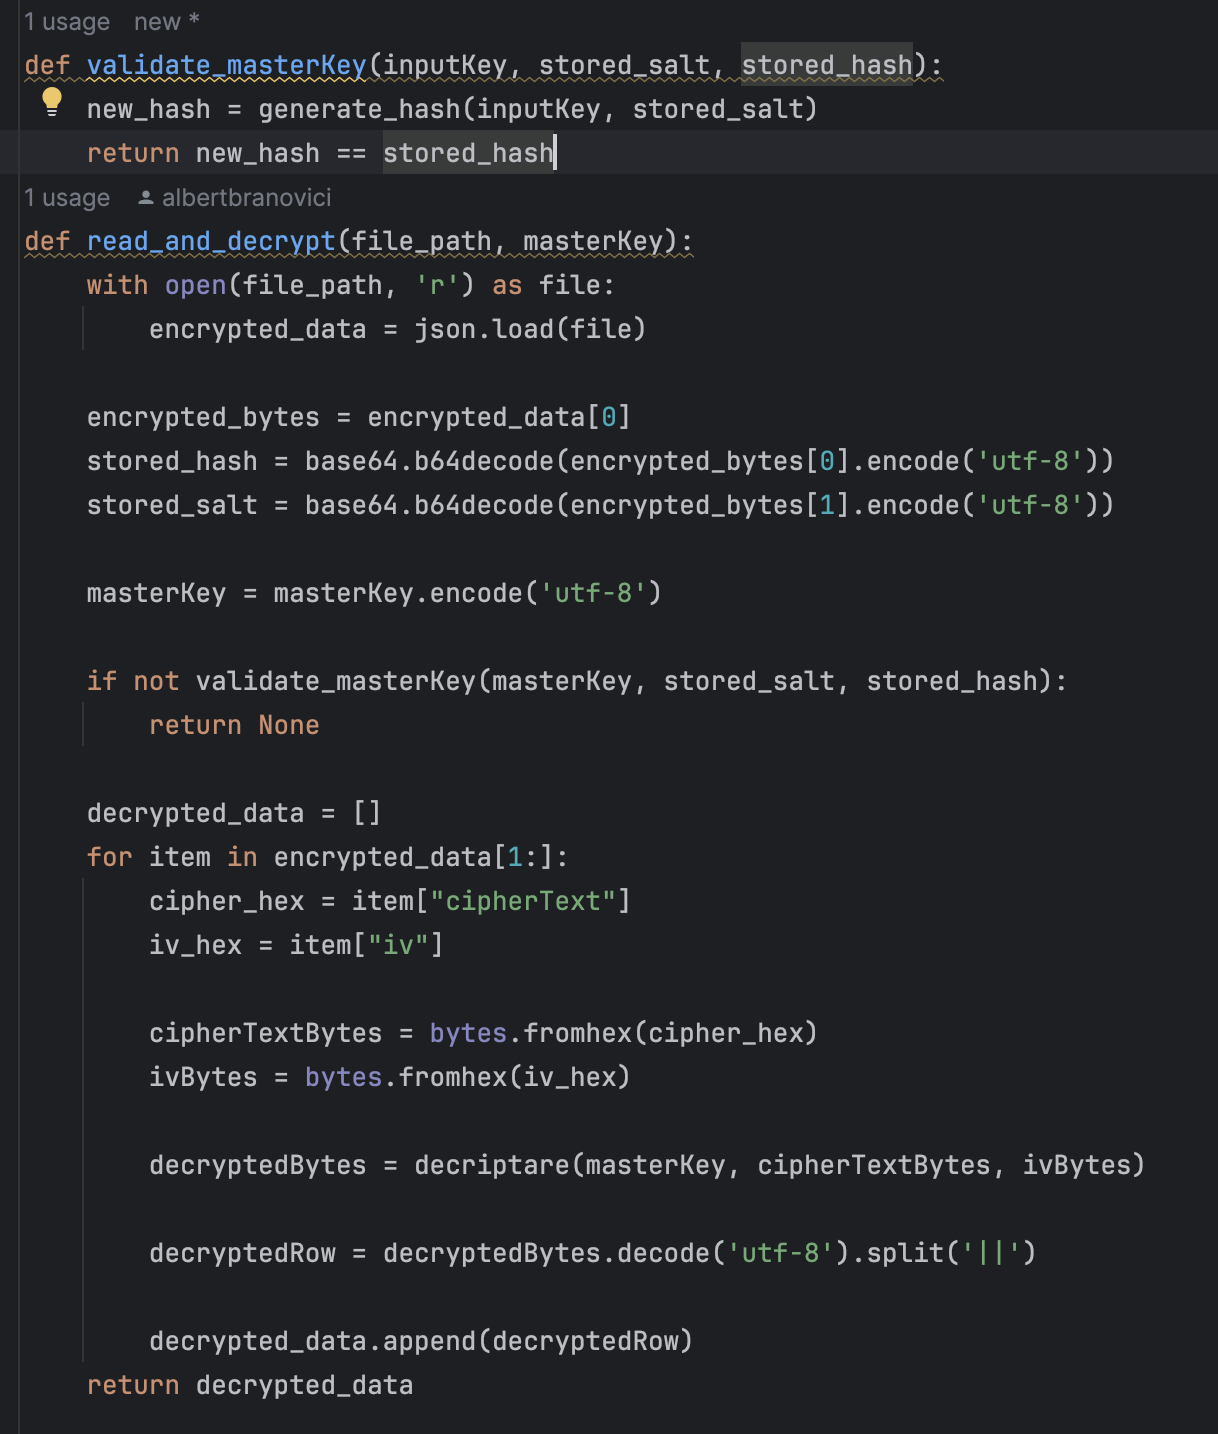 1 usage new *
def validate_masterKey(inputKey, stored_salt, stored_hash):
    new_hash = generate_hash(inputKey, stored_salt)
    return new_hash == stored_hash
1 usage albertbranovici
def read_and_decrypt(file_path, masterKey):
    with open(file_path, 'r') as file:
        encrypted_data = json.load(file)
    encrypted_bytes = encrypted_data[0]
    stored_hash = base64.b64decode(encrypted_bytes[0].encode('utf-8'))
    stored_salt = base64.b64decode(encrypted_bytes[1].encode('utf-8'))
    masterKey = masterKey.encode('utf-8')
    if not validate_masterKey(masterKey, stored_salt, stored_hash):
        return None
    decrypted_data = []
    for item in encrypted_data[1:]:
        cipher_hex = item["cipherText"]
        iv_hex = item["iv"]
        cipherTextBytes = bytes.fromhex(cipher_hex)
        ivBytes = bytes.fromhex(iv_hex)
        decryptedBytes = decriptare(masterKey, cipherTextBytes, ivBytes)
        decryptedRow = decryptedBytes.decode('utf-8').split('||')
        decrypted_data.append(decryptedRow)
    return decrypted_data